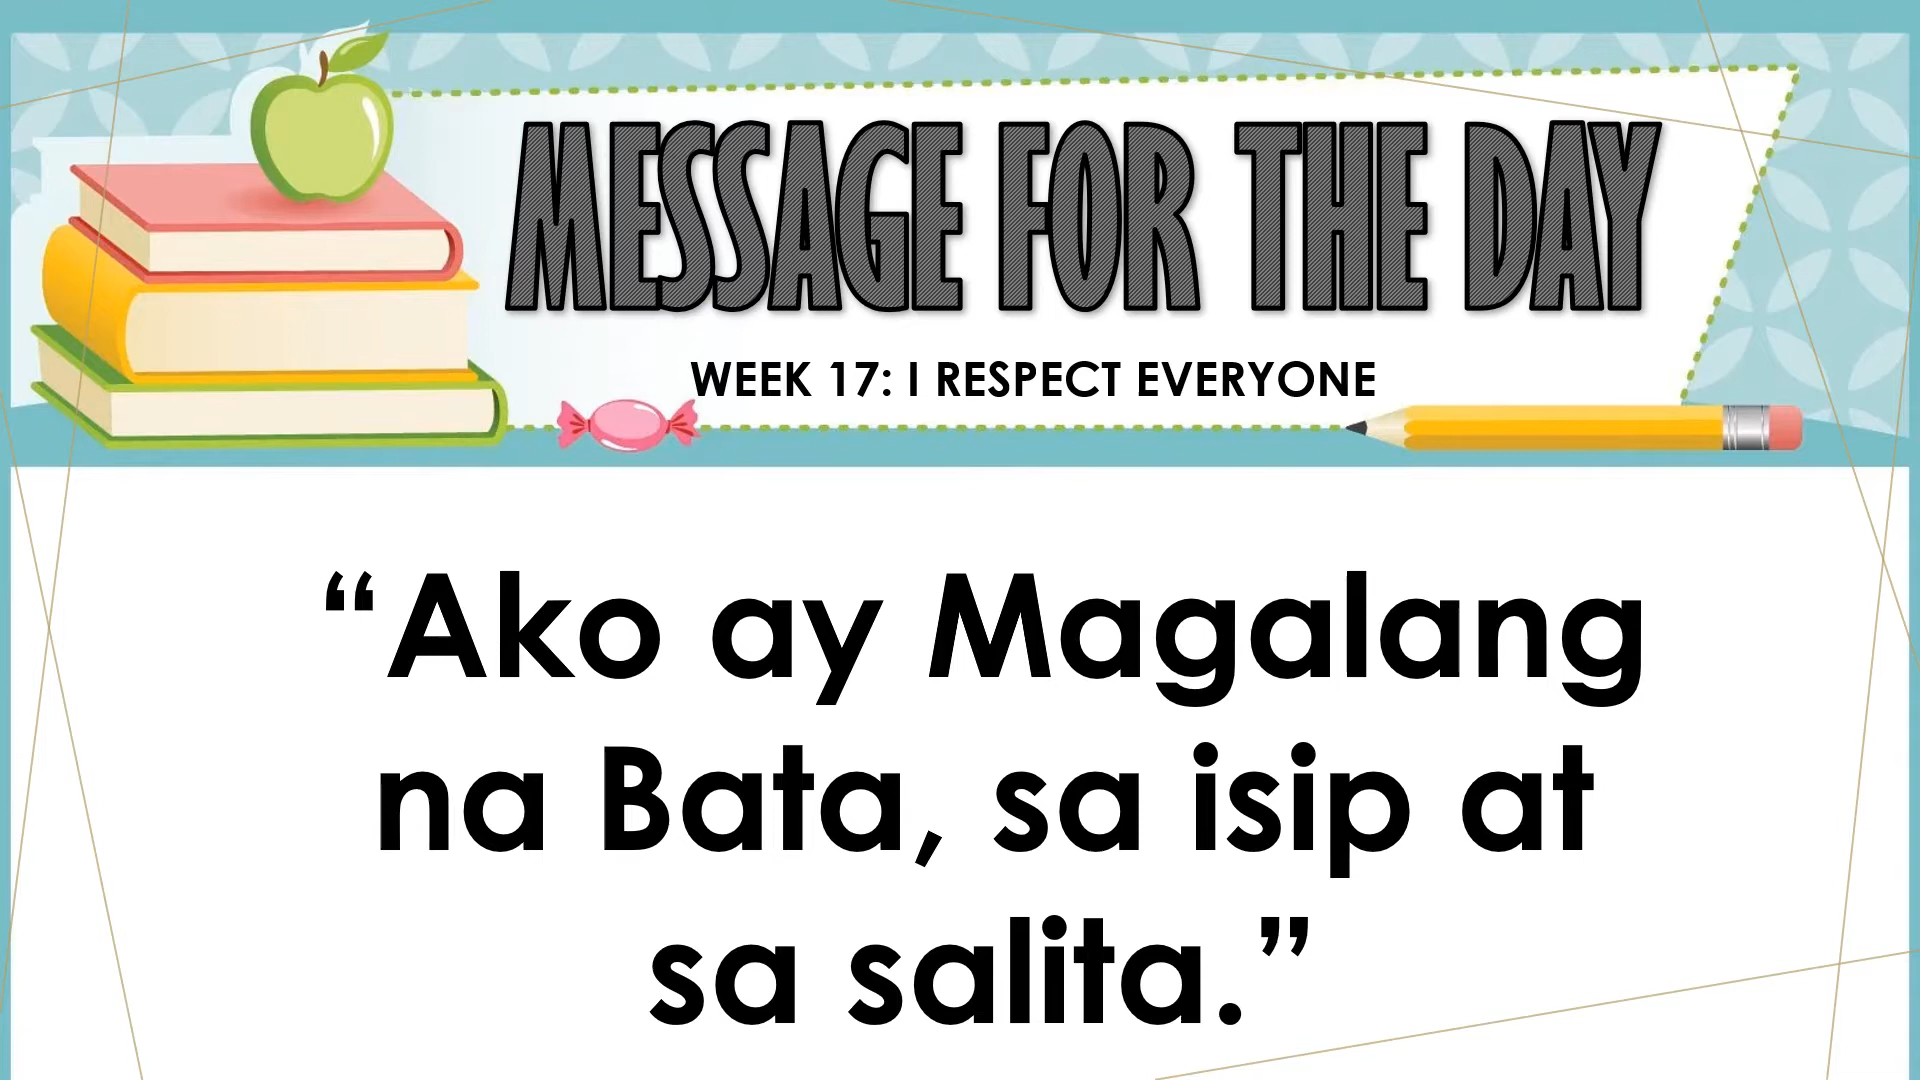 MESSAGE FOR THE DAY
WEEK 17: I RESPECT EVERYONE
“Ako ay Magalang
na Bata, sa isip at
sa salita.”